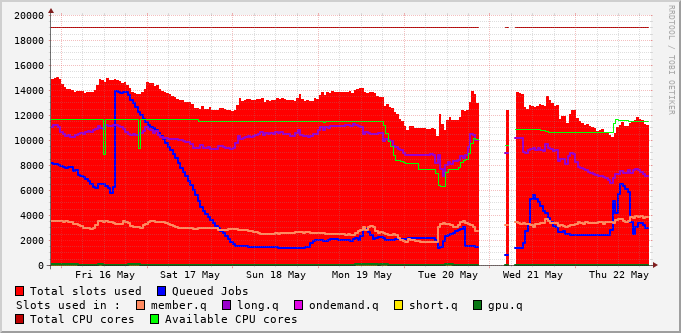 20000
18000
16000
14000
12000
10000
8000
6000
4000
2000
0
Fri 16 May Sat 17 May Sun 18 May Mon 19 May Tue 20 May Wed 21 May Thu 22 May
RRDTOOL / TOBI OETIKER
Total slots used Queued Jobs
Slots used in : member.q long.q ondemand.q short.q gpu.q
Total CPU cores Available CPU cores